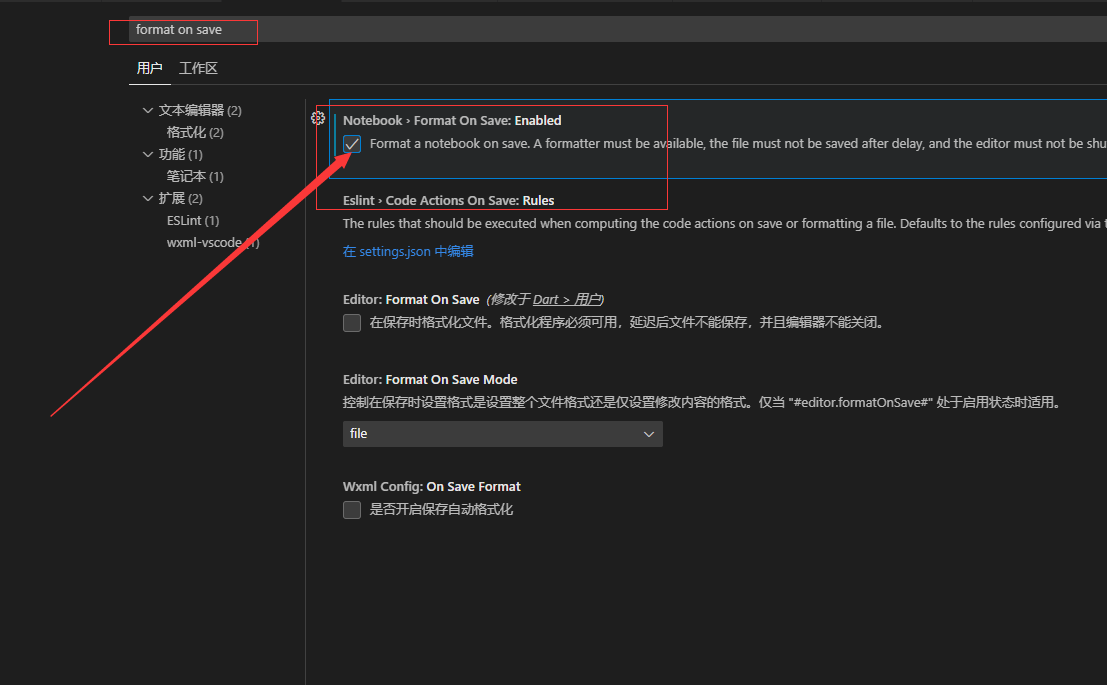 format on save
用户 工作区
文本编辑器 (2)
格式化 (2)
功能 (1)
笔记本 (1)
扩展 (2)
ESLint (1)
wxml-vscode (1)
Notebook › Format On Save: Enabled
Format a notebook on save. A formatter must be available, the file must not be saved after delay, and the editor must not be shu
Eslint › Code Actions On Save: Rules
The rules that should be executed when computing the code actions on save or formatting a file. Defaults to the rules configured via t
在 settings.json 中编辑
Editor: Format On Save (修改于 Dart > 用户)
在保存时格式化文件。格式化程序必须可用，延迟后文件不能保存，并且编辑器不能关闭。
Editor: Format On Save Mode
控制在保存时设置格式是设置整个文件格式还是仅设置修改内容的格式。仅当 "#editor.formatOnSave#" 处于启用状态时适用。
file
Wxml Config: On Save Format
是否开启保存自动格式化